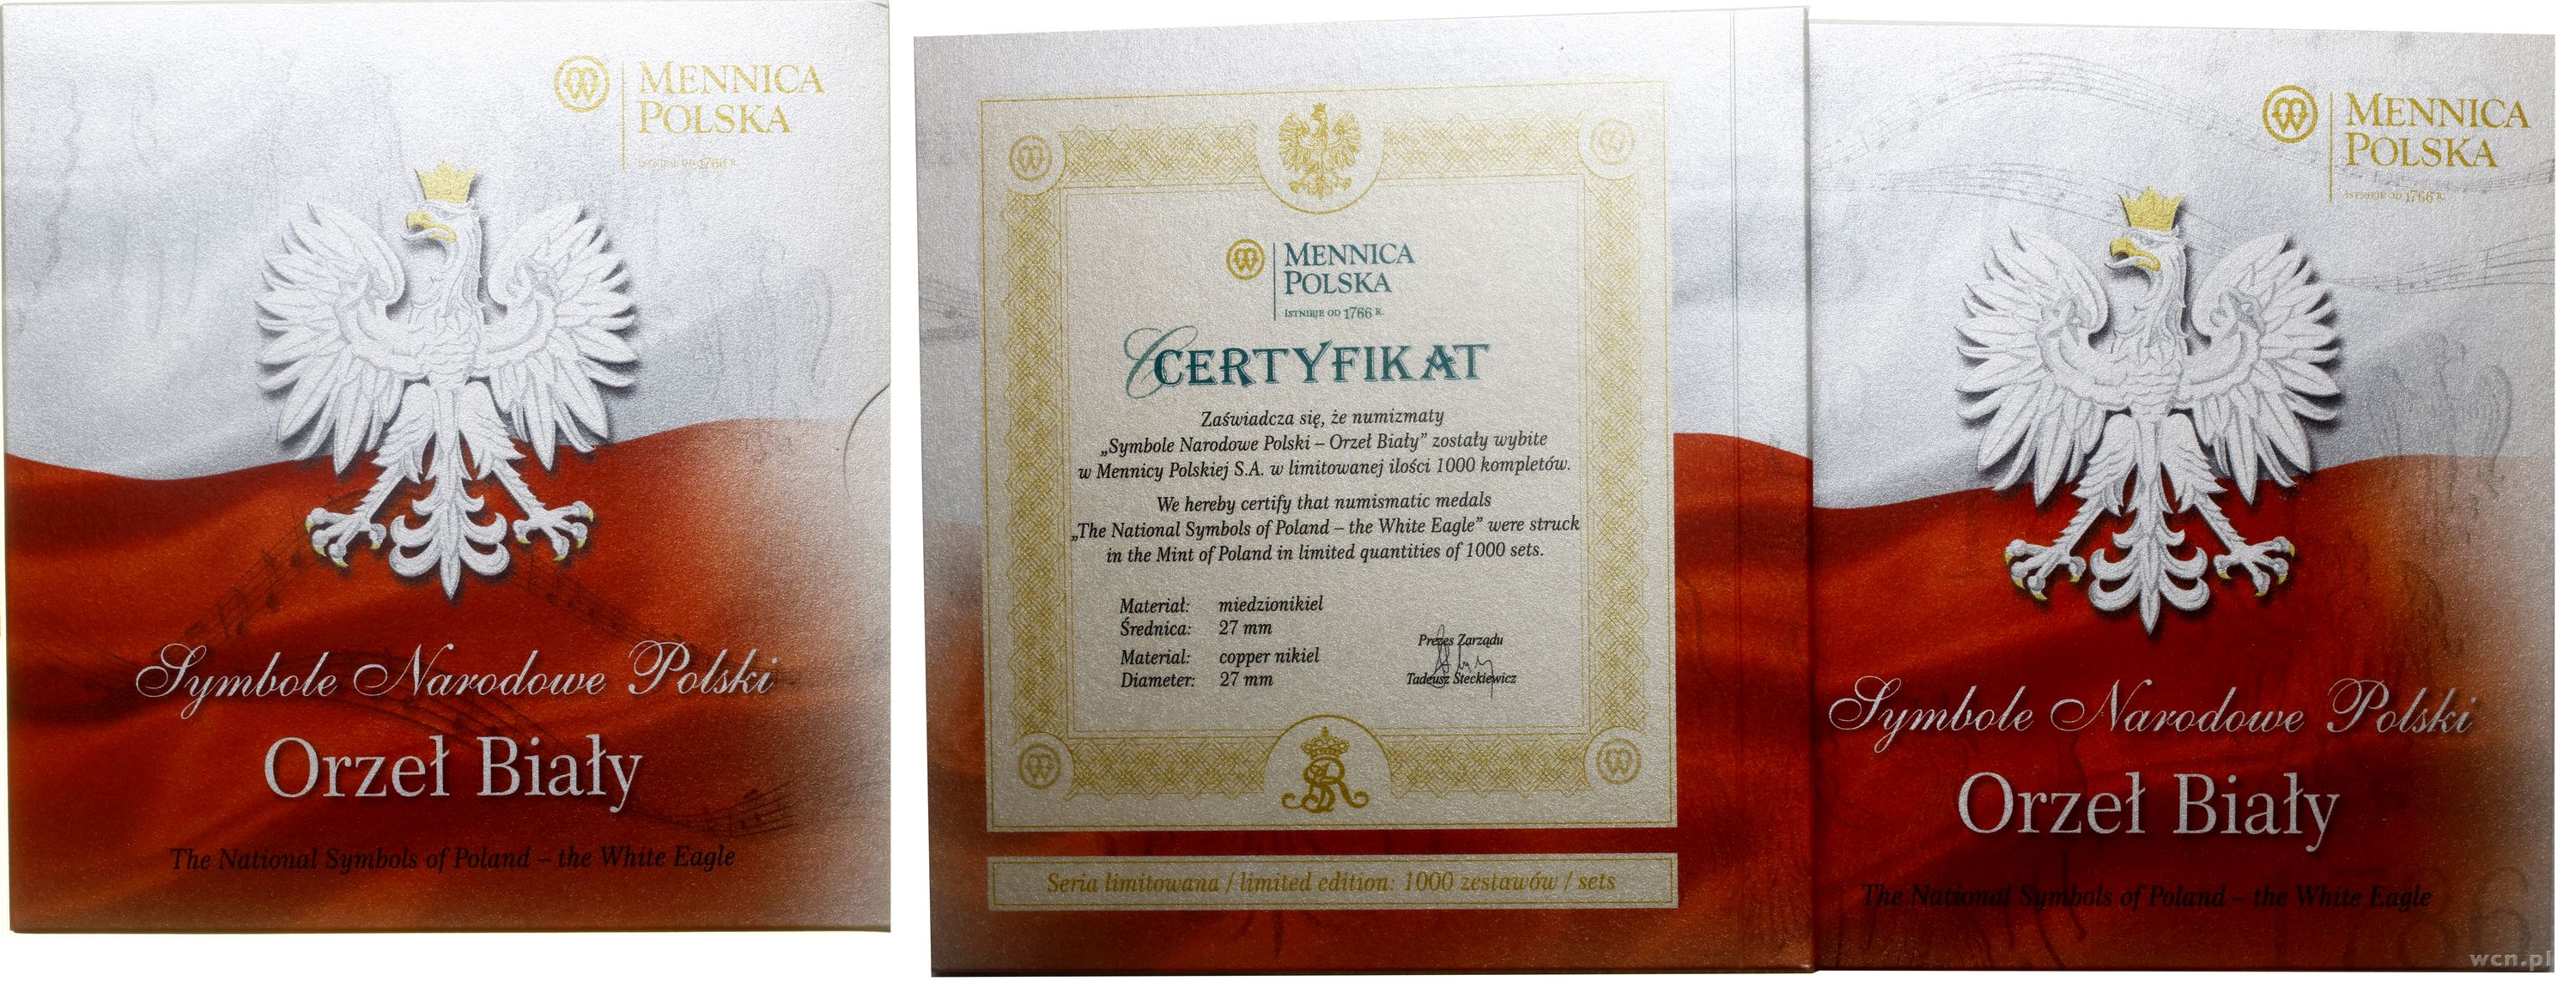 MENNICA
POLSKA
ISTNIEJE OD 1766 R.
Symbole Narodowe Polski
Orzeł Biały
The National Symbols of Poland – the White Eagle
MENNICA
POLSKA
ISTNIEJE OD 1766 R.
CERTYFIKAT
Zaświadcza się, że numizmaty
„Symbole Narodowe Polski – Orzeł Biały” zostały wybite
w Mennicy Polskiej S.A. w limitowanej ilości 1000 kompletów.
We hereby certify that numismatic medals
„The National Symbols of Poland – the White Eagle” were struck
in the Mint of Poland in limited quantities of 1000 sets.
Materiał: miedzionikiel
Średnica: 27 mm
Material: copper nikiel
Diameter: 27 mm
Prezes Zarządu
Tadeusz Steckiewicz
Seria limitowana / limited edition: 1000 zestawów / sets
MENNICA
POLSKA
ISTNIEJE OD 1766 R.
Symbole Narodowe Polski
Orzeł Biały
The National Symbols of Poland – the White Eagle
wcn.pl